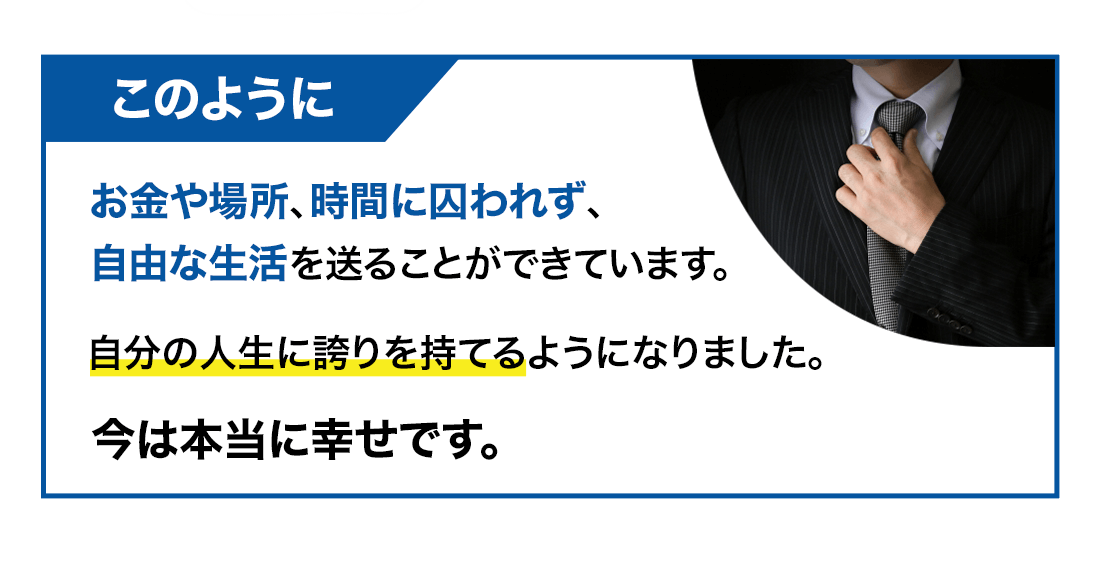 このように
お金や場所、時間に囚われず、
自由な生活を送ることができています。
自分の人生に誇りを持てるようになりました。
今は本当に幸せです。